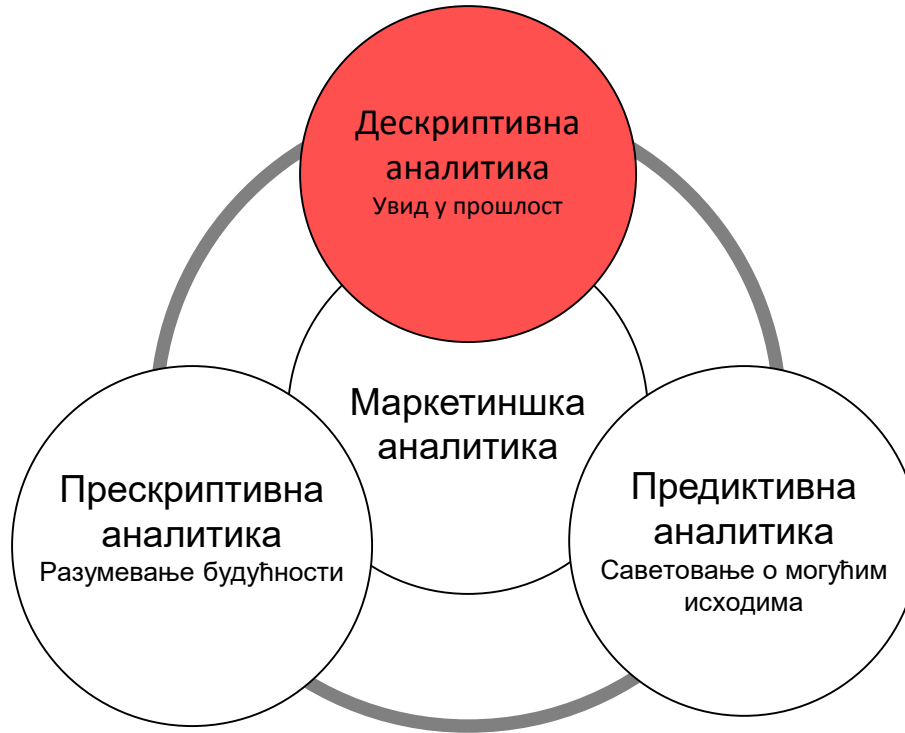 Дескриптивна
аналитика
Увид у прошлост
Маркетиншка
аналитика
Прескриптивна
аналитика
Разумевање будућности
Предиктивна
аналитика
Саветовање о могућим
исходима